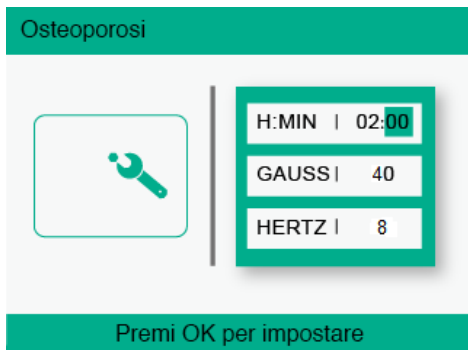 Osteoporosi
H:MIN | 02:00
GAUSS | 40
HERTZ | 8
Premi OK per impostare